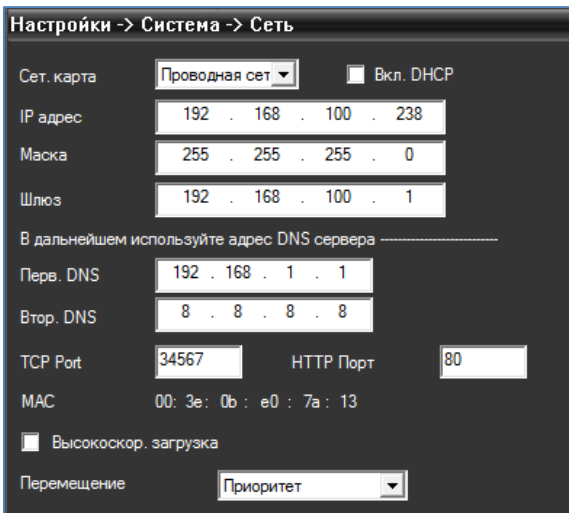 Настройки -> Система -> Сеть
Сет. карта Проводная сет Вкл. DHCP
IP адрес 192 . 168 . 100 . 238
Маска 255 . 255 . 255 . 0
Шлюз 192 . 168 . 100 . 1
В дальнейшем используйте адрес DNS сервера --------------------------
Перв. DNS 192 . 168 . 1 . 1
Втор. DNS 8 . 8 . 8 . 8
TCP Port 34567 HTTP Порт 80
MAC 00: 3e: 0b : e0 : 7a : 13
Высокоскор. загрузка
Перемещение Приоритет